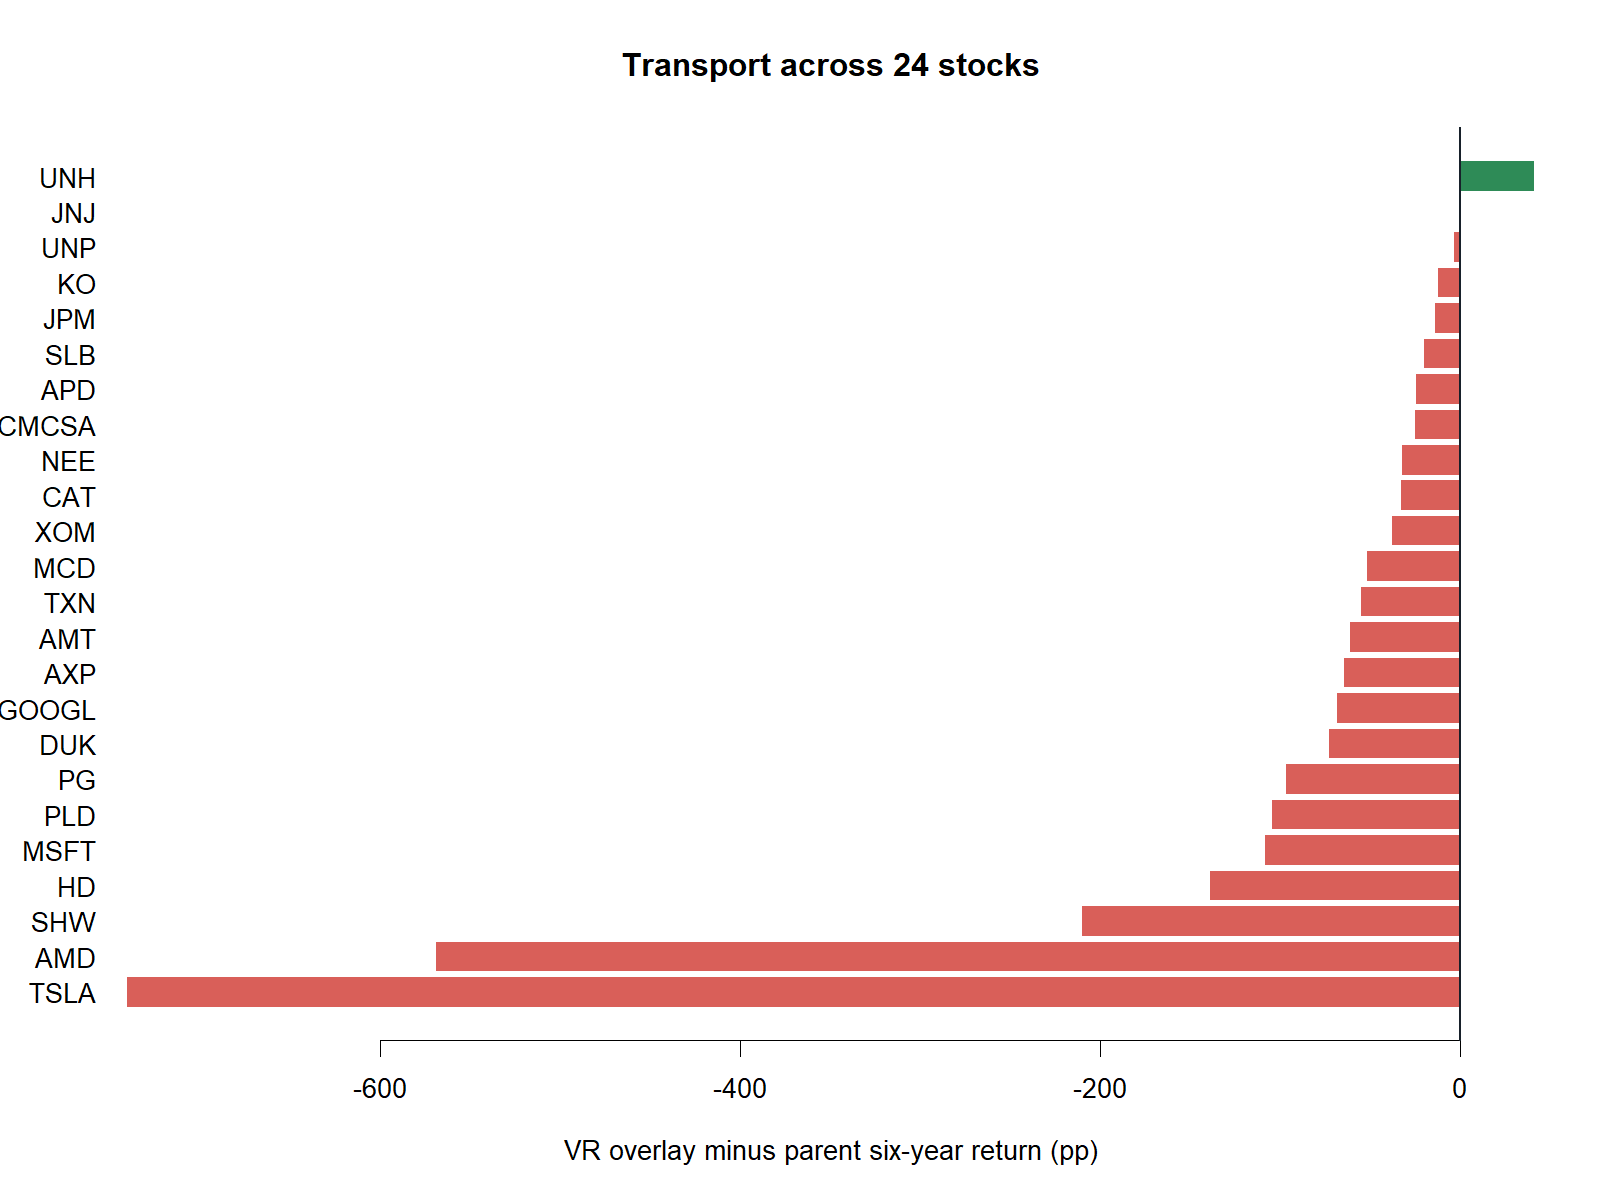 Transport across 24 stocks
UNH
JNJ
UNP
KO
JPM
SLB
APD
CMCSA
NEE
CAT
XOM
MCD
TXN
AMT
AXP
GOOGL
DUK
PG
PLD
MSFT
HD
SHW
AMD
TSLA
-600 -400 -200 0
VR overlay minus parent six-year return (pp)